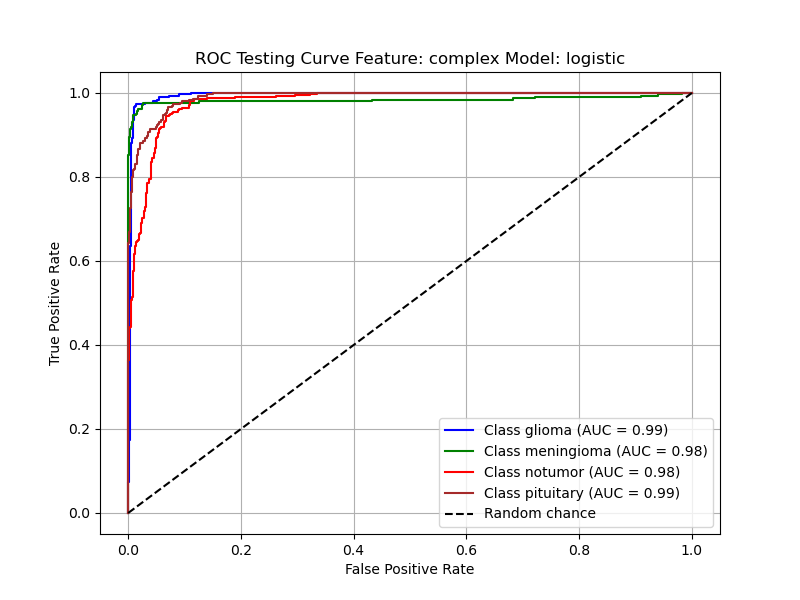 ROC Testing Curve Feature: complex Model: logistic
True Positive Rate
1.0
0.8
0.6
0.4
0.2
0.0
Class glioma (AUC = 0.99)
Class meningioma (AUC = 0.98)
Class notumor (AUC = 0.98)
Class pituitary (AUC = 0.99)
Random chance
0.0 0.2 0.4 0.6 0.8 1.0
False Positive Rate